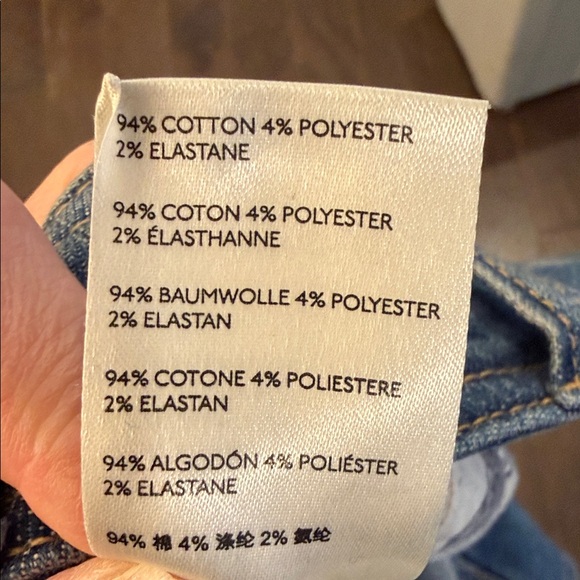 94% COTTON 4% POLYESTER
2% ELASTANE
94% COTON 4% POLYESTER
2% ÉLASTHANNE
94% BAUMWOLLE 4% POLYESTER
2% ELASTAN
94% COTONE 4% POLIESTERE
2% ELASTAN
94% ALGODÓN 4% POLIÉSTER
2% ELASTANE
94% 棉 4% 涤纶 2% 氨纶